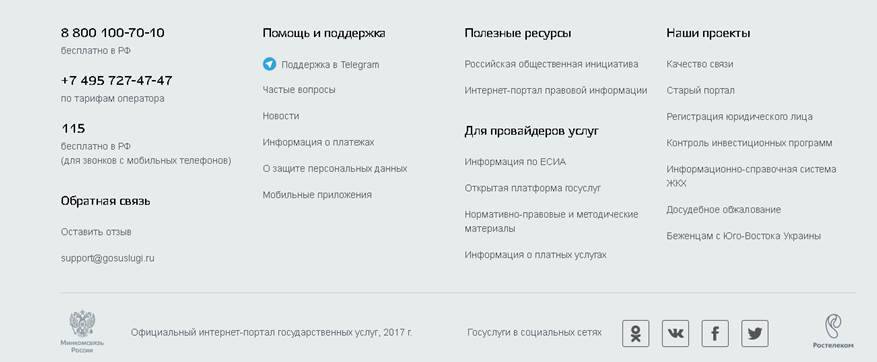 8 800 100-70-10
бесплатно в РФ
+7 495 727-47-47
по тарифам оператора
115
бесплатно в РФ
(для звонков с мобильных телефонов)
Обратная связь
Оставить отзыв
support@gosuslugi.ru
Помощь и поддержка
Поддержка в Telegram
Частые вопросы
Новости
Информация о платежах
О защите персональных данных
Мобильные приложения
Полезные ресурсы
Российская общественная инициатива
Интернет-портал правовой информации
Для провайдеров услуг
Информация по ЕСИА
Открытая платформа госуслуг
Нормативно-правовые и методические
материалы
Информация о платных услугах
Наши проекты
Качество связи
Старый портал
Регистрация юридического лица
Контроль инвестиционных программ
Информационно-справочная система
ЖКХ
Досудебное обжалование
Беженцам с Юго-Востока Украины
Минкомсвязь
России
Официальный интернет-портал государственных услуг, 2017 г.
Госуслуги в социальных сетях
Ростелеком